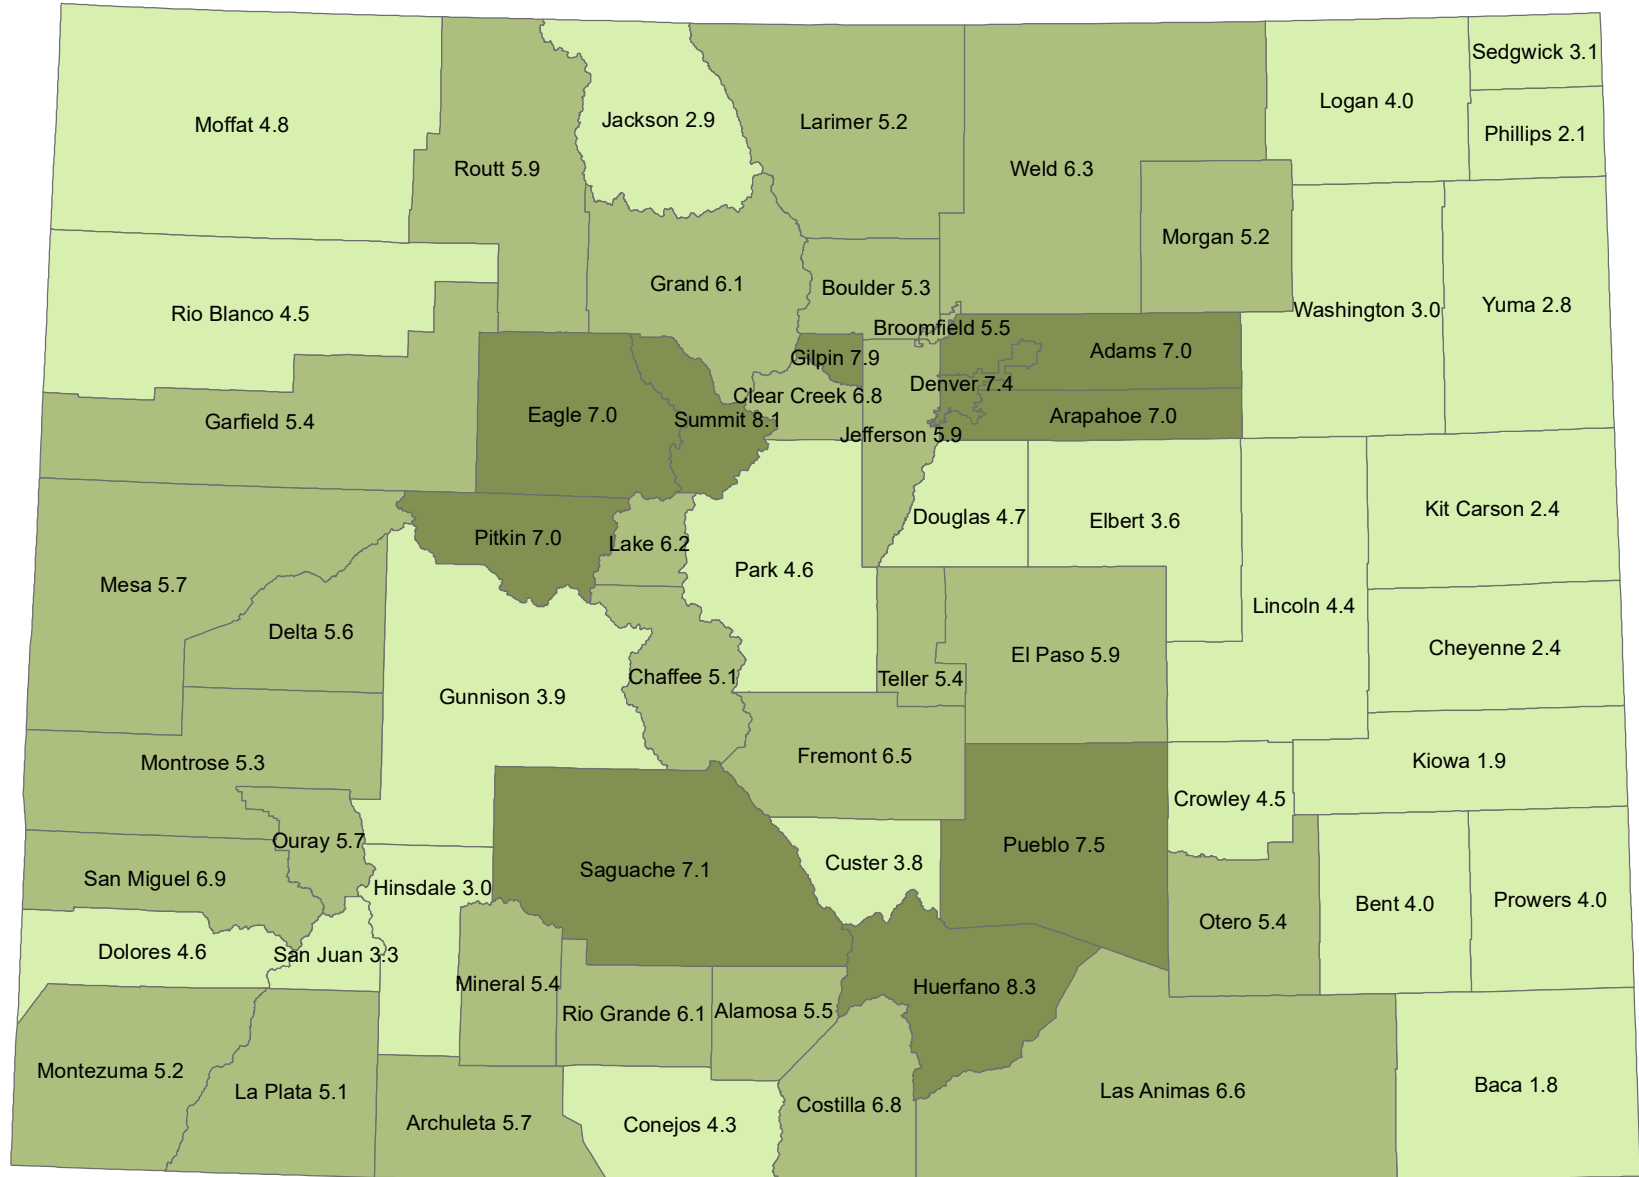 Sedgwick 3.1
Logan 4.0
Jackson 2.9
Larimer 5.2
Moffat 4.8
Phillips 2.1
Routt 5.9
Weld 6.3
Morgan 5.2
Grand 6.1
Boulder 5.3
Rio Blanco 4.5
Washington 3.0
Yuma 2.8
Broomfield 5.5
Adams 7.0
Gilpin 7.9
Denver 7.4
Clear Creek 6.8
Eagle 7.0
Summit 8.1
Arapahoe 7.0
Garfield 5.4
Jefferson 5.9
Kit Carson 2.4
Douglas 4.7
Elbert 3.6
Pitkin 7.0
Lake 6.2
Park 4.6
Mesa 5.7
Lincoln 4.4
Delta 5.6
Cheyenne 2.4
El Paso 5.9
Chaffee 5.1
Teller 5.4
Gunnison 3.9
Fremont 6.5
Montrose 5.3
Kiowa 1.9
Crowley 4.5
Ouray 5.7
Pueblo 7.5
Custer 3.8
Saguache 7.1
San Miguel 6.9
Hinsdale 3.0
Prowers 4.0
Bent 4.0
Otero 5.4
Dolores 4.6
San Juan 3.3
Mineral 5.4
Huerfano 8.3
Alamosa 5.5
Rio Grande 6.1
Montezuma 5.2
Baca 1.8
La Plata 5.1
Las Animas 6.6
Costilla 6.8
Archuleta 5.7
Conejos 4.3